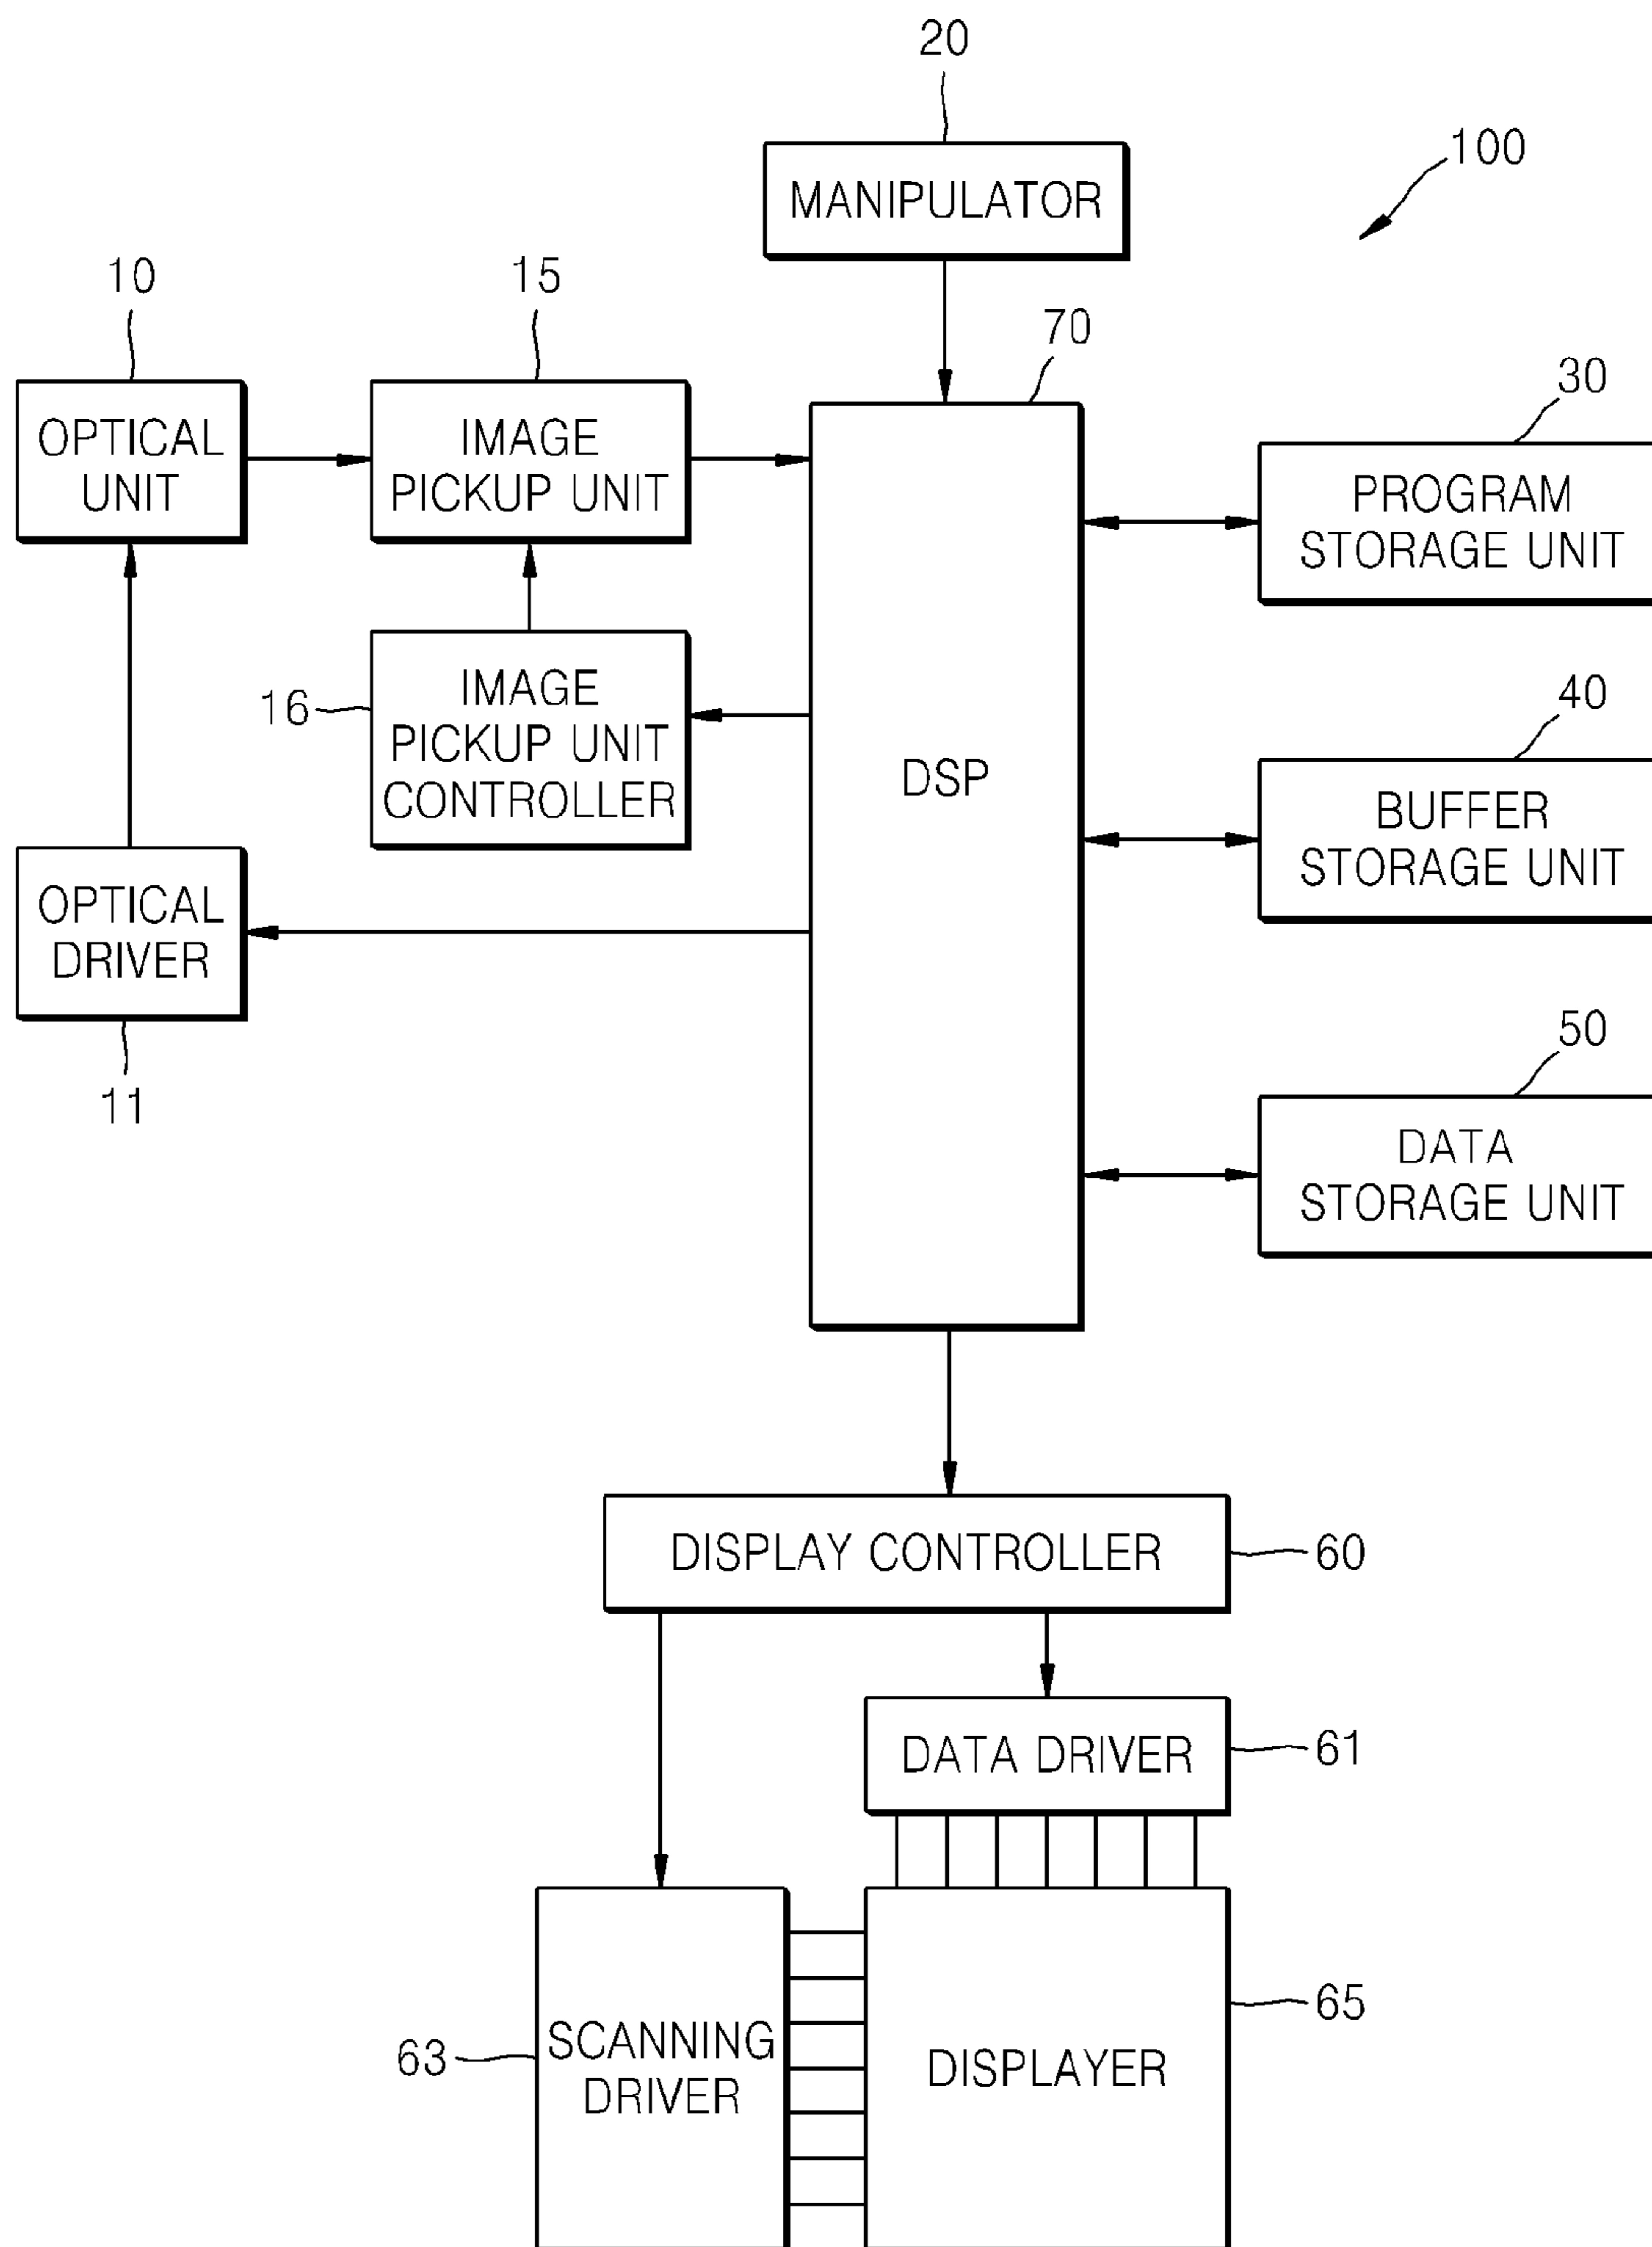 20
MANIPULATOR
100
10
OPTICAL
UNIT
15
IMAGE
PICKUP UNIT
70
DSP
30
PROGRAM
STORAGE UNIT
16
IMAGE
PICKUP UNIT
CONTROLLER
40
BUFFER
STORAGE UNIT
OPTICAL
DRIVER
11
50
DATA
STORAGE UNIT
DISPLAY CONTROLLER
60
DATA DRIVER
61
63
SCANNING
DRIVER
DISPLAYER
65